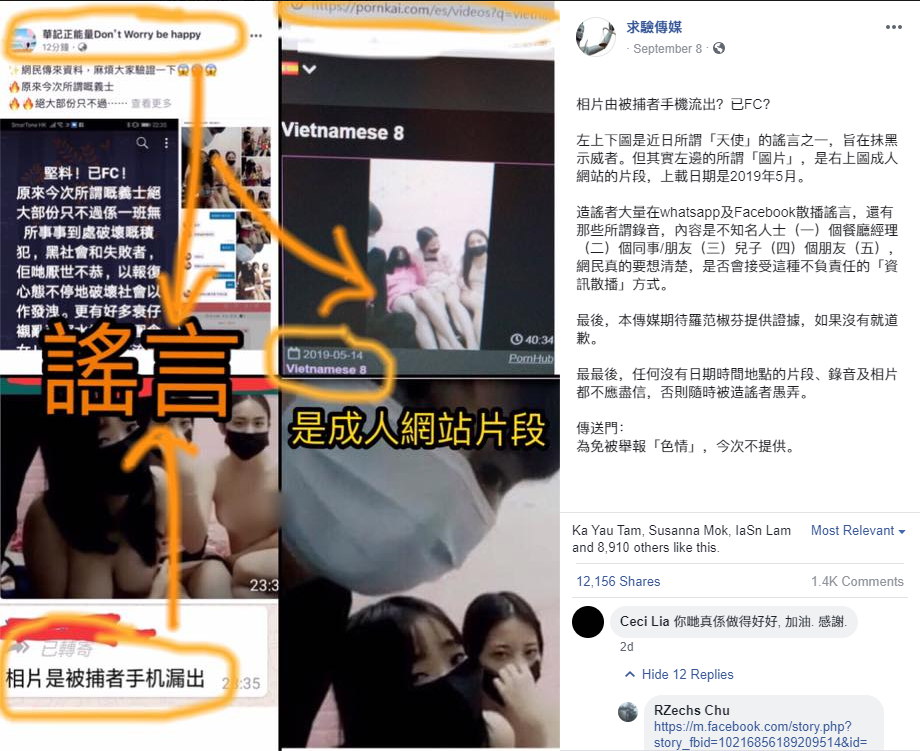 華記正能量Don't Worry be happy
12分鐘
網民傳來資料，麻煩大家驗證一下
原來今次所謂嘅義士
絕大部份只不過⋯⋯ 查看更多
SmarTone HK
22:35
堅料！已FC！
原來今次所謂嘅義士絕
大部份只不過係一班無
所事事到處破壞嘅積
犯，黑社會和失敗者，
佢哋厭世不恭，以報復
心態不停地破壞社會以
作發洩。更有好多衰仔
謠言
23:3
已轉寄
相片是被捕者手机漏出
23:35
https://pornkai.com/es/videos?q=vietna
Vietnamese 8
40:34
2019-05-14
PornHub
Vietnamese 8
是成人網站片段
求驗傳媒
· September 8 ·
相片由被捕者手機流出？已FC？
左上下圖是近日所謂「天使」的謠言之一，旨在抹黑
示威者。但其實左邊的所謂「圖片」，是右上圖成人
網站的片段，上載日期是2019年5月。
造謠者大量在whatsapp及Facebook散播謠言，還有
那些所謂錄音，內容是不知名人士（一）個餐廳經理
（二）個同事/朋友（三）兒子（四）個朋友（五），
網民真的要想清楚，是否會接受這種不負責任的「資
訊散播」方式。
最後，本傳媒期待羅范椒芬提供證據，如果沒有就道
歉。
最最後，任何沒有日期時間地點的片段、錄音及相片
都不應盡信，否則隨時被造謠者愚弄。
傳送門：
為免被舉報「色情」，今次不提供。
Ka Yau Tam, Susanna Mok, IaSn Lam
and 8,910 others like this.
Most Relevant
12,156 Shares
1.4K Comments
Ceci Lia 你哋真係做得好好, 加油. 感謝.
2d
Hide 12 Replies
RZechs Chu
https://m.facebook.com/story.php?
story_fbid=10216856189209514&id=